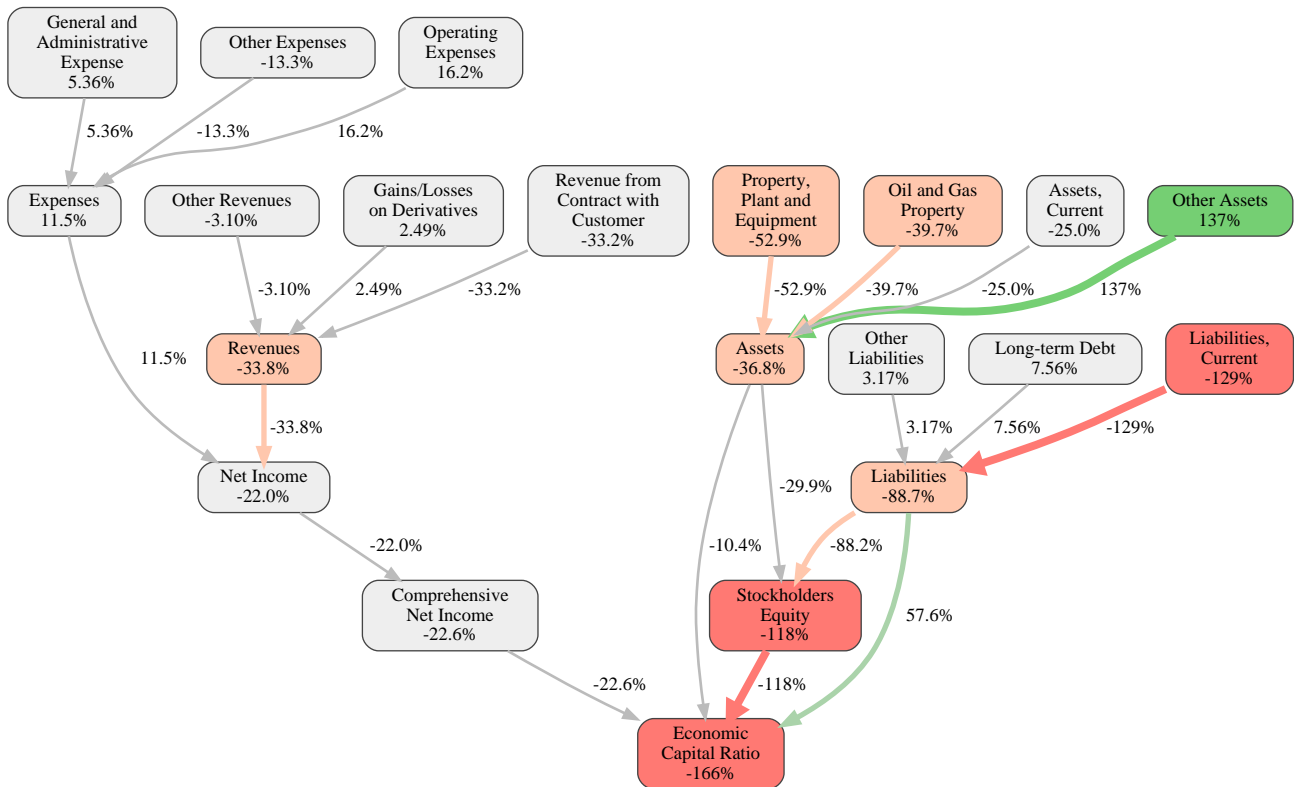 General and
Administrative
Expense
5.36%
Other Expenses
-13.3%
Operating
Expenses
16.2%
5.36%
-13.3%
16.2%
Expenses
11.5%
Other Revenues
-3.10%
Gains/Losses
on Derivatives
2.49%
Revenue from
Contract with
Customer
-33.2%
Property,
Plant and
Equipment
-52.9%
Oil and Gas
Property
-39.7%
Assets,
Current
-25.0%
Other Assets
137%
-3.10%
2.49%
-33.2%
-52.9%
-39.7%
-25.0%
137%
11.5%
Revenues
-33.8%
Assets
-36.8%
Other
Liabilities
3.17%
Long-term Debt
7.56%
Liabilities,
Current
-129%
-33.8%
3.17%
7.56%
-129%
Net Income
-22.0%
-29.9%
Liabilities
-88.7%
-22.0%
-10.4%
-88.2%
57.6%
Comprehensive
Net Income
-22.6%
Stockholders
Equity
-118%
-22.6%
-118%
Economic
Capital Ratio
-166%